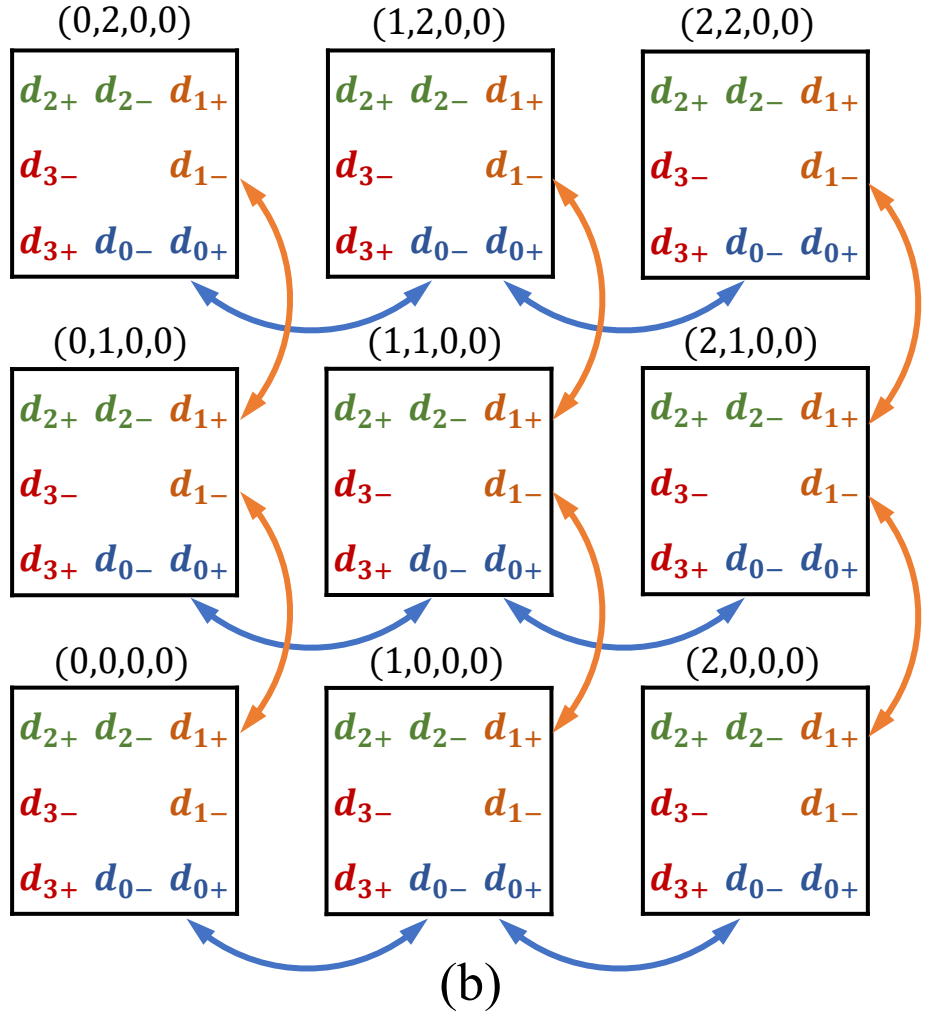 (0,2,0,0) (1,2,0,0) (2,2,0,0)
d₂₊ d₂₋ d₁₊ d₂₊ d₂₋ d₁₊ d₂₊ d₂₋ d₁₊
d₃₋ d₁₋ d₃₋ d₁₋ d₃₋ d₁₋
d₃₊ d₀₋ d₀₊ d₃₊ d₀₋ d₀₊ d₃₊ d₀₋ d₀₊
(0,1,0,0) (1,1,0,0) (2,1,0,0)
d₂₊ d₂₋ d₁₊ d₂₊ d₂₋ d₁₊ d₂₊ d₂₋ d₁₊
d₃₋ d₁₋ d₃₋ d₁₋ d₃₋ d₁₋
d₃₊ d₀₋ d₀₊ d₃₊ d₀₋ d₀₊ d₃₊ d₀₋ d₀₊
(0,0,0,0) (1,0,0,0) (2,0,0,0)
d₂₊ d₂₋ d₁₊ d₂₊ d₂₋ d₁₊ d₂₊ d₂₋ d₁₊
d₃₋ d₁₋ d₃₋ d₁₋ d₃₋ d₁₋
d₃₊ d₀₋ d₀₊ d₃₊ d₀₋ d₀₊ d₃₊ d₀₋ d₀₊
(b)